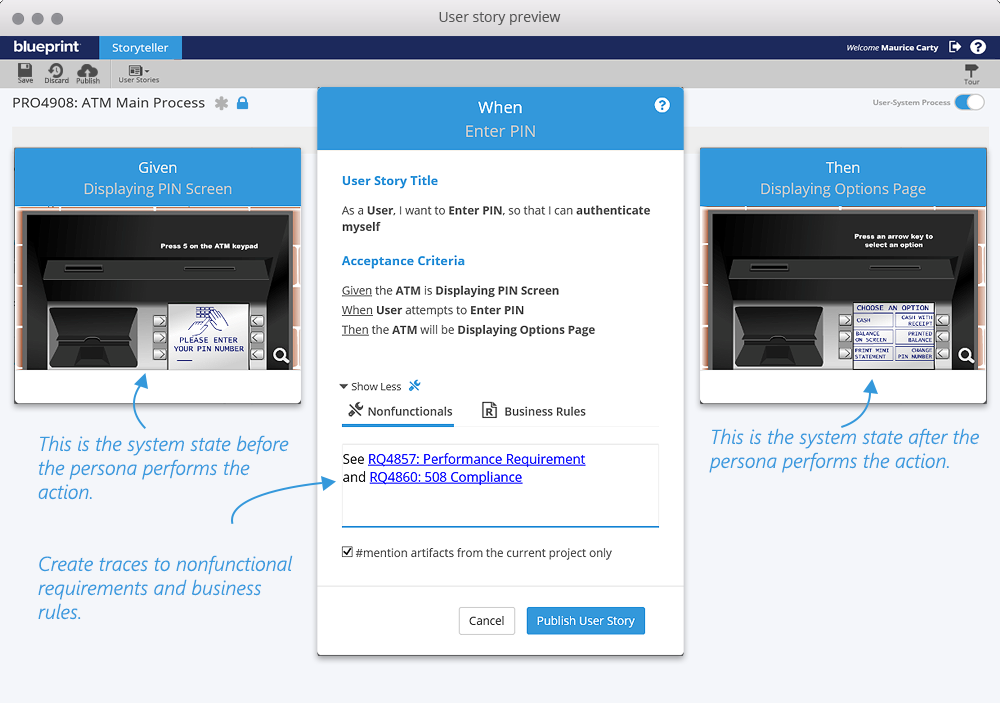 User story preview
blueprint
Storyteller
Welcome Maurice Carty
Save
Discard
Publish
User Stories
Tour
PRO4908: ATM Main Process
User-System Process
Given
Displaying PIN Screen
Press 5 on the ATM keypad
PLEASE ENTER
YOUR PIN NUMBER
This is the system state before
the persona performs the
action.
Create traces to nonfunctional
requirements and business
rules.
When
Enter PIN
User Story Title
As a User, I want to Enter PIN, so that I can authenticate
myself
Acceptance Criteria
Given the ATM is Displaying PIN Screen
When User attempts to Enter PIN
Then the ATM will be Displaying Options Page
Show Less
Nonfunctionals
Business Rules
See RQ4857: Performance Requirement
and RQ4860: 508 Compliance
#mention artifacts from the current project only
Cancel
Publish User Story
Then
Displaying Options Page
Press an arrow key to
select an option
CHOOSE AN OPTION
CASH
CASH WITH
RECEIPT
BALANCE
ON SCREEN
PRINTED
BALANCE
PRINT MINI
STATEMENT
CHANGE
PIN NUMBER
This is the system state after the
persona performs the action.